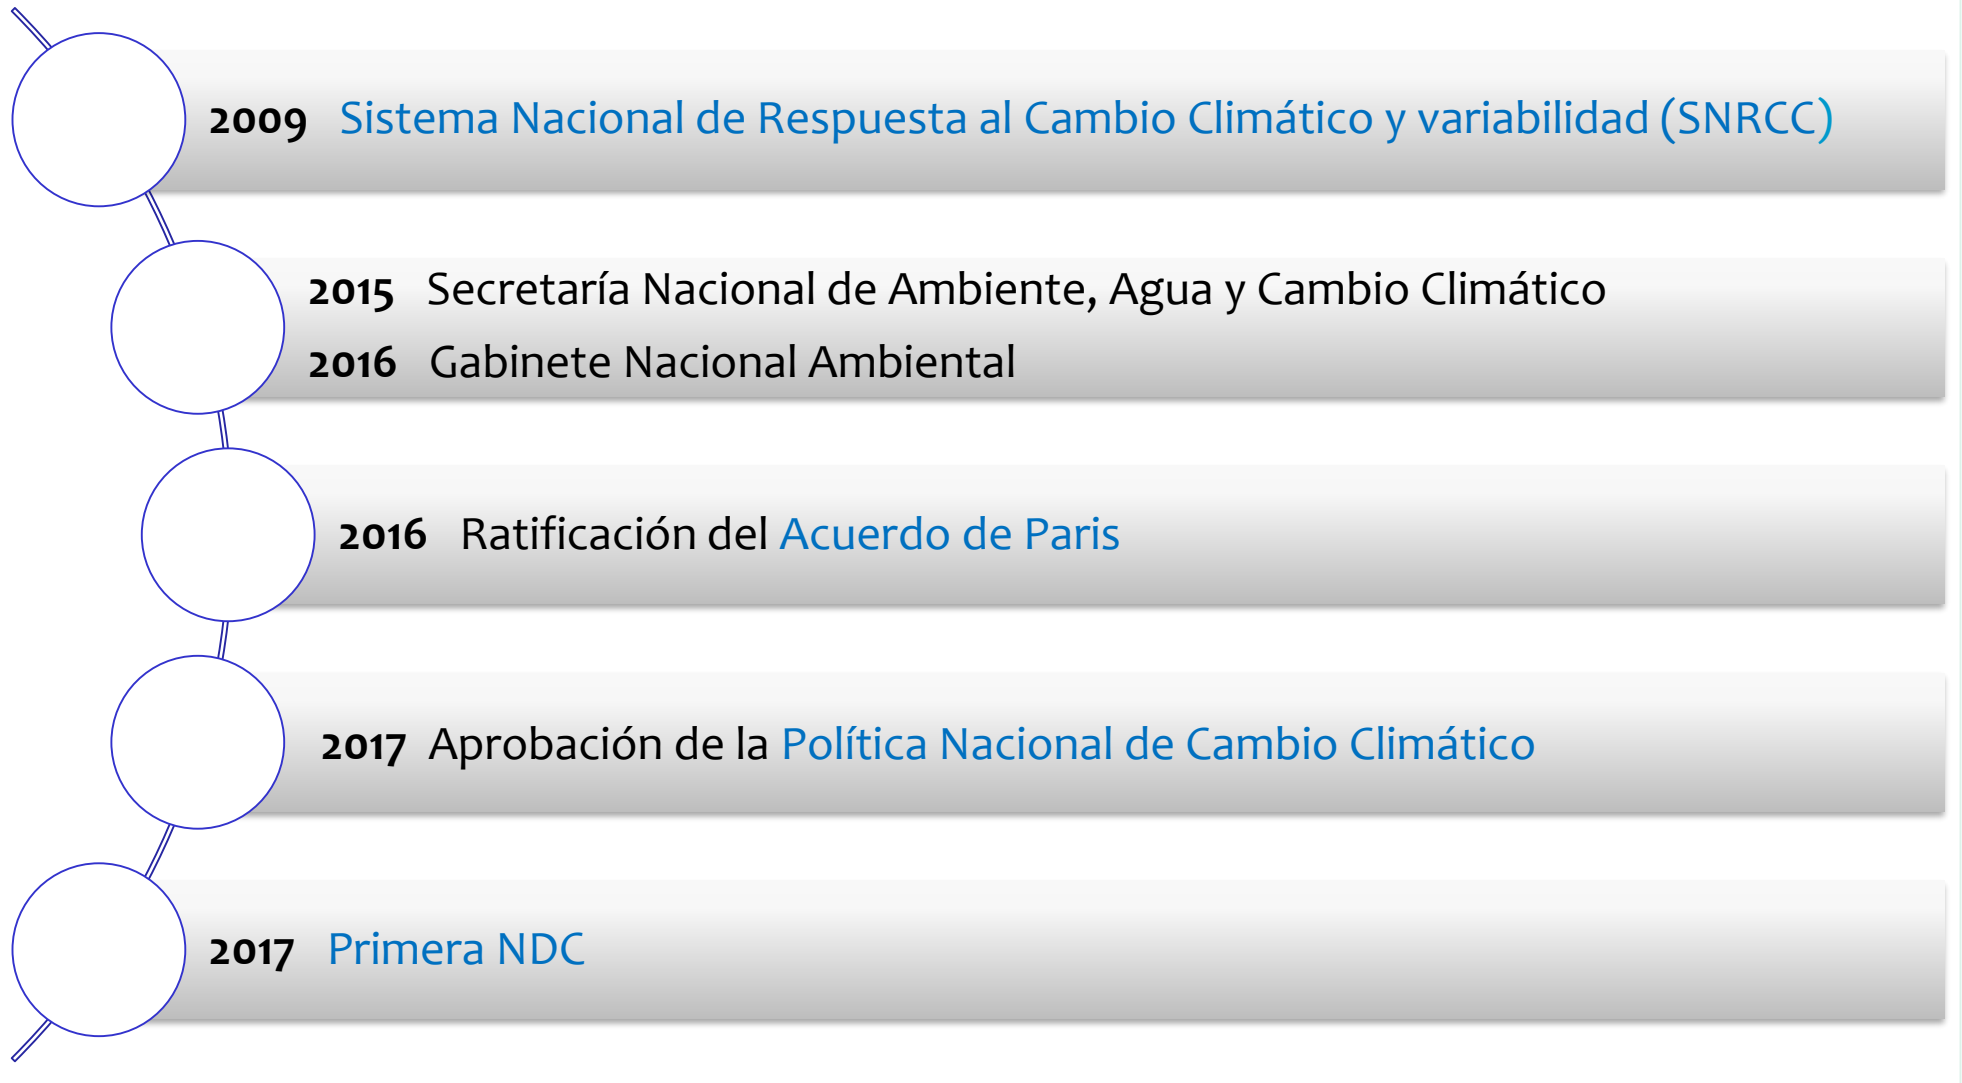 2009 Sistema Nacional de Respuesta al Cambio Climático y variabilidad (SNRCC)
2015 Secretaría Nacional de Ambiente, Agua y Cambio Climático
2016 Gabinete Nacional Ambiental
2016 Ratificación del Acuerdo de Paris
2017 Aprobación de la Política Nacional de Cambio Climático
2017 Primera NDC